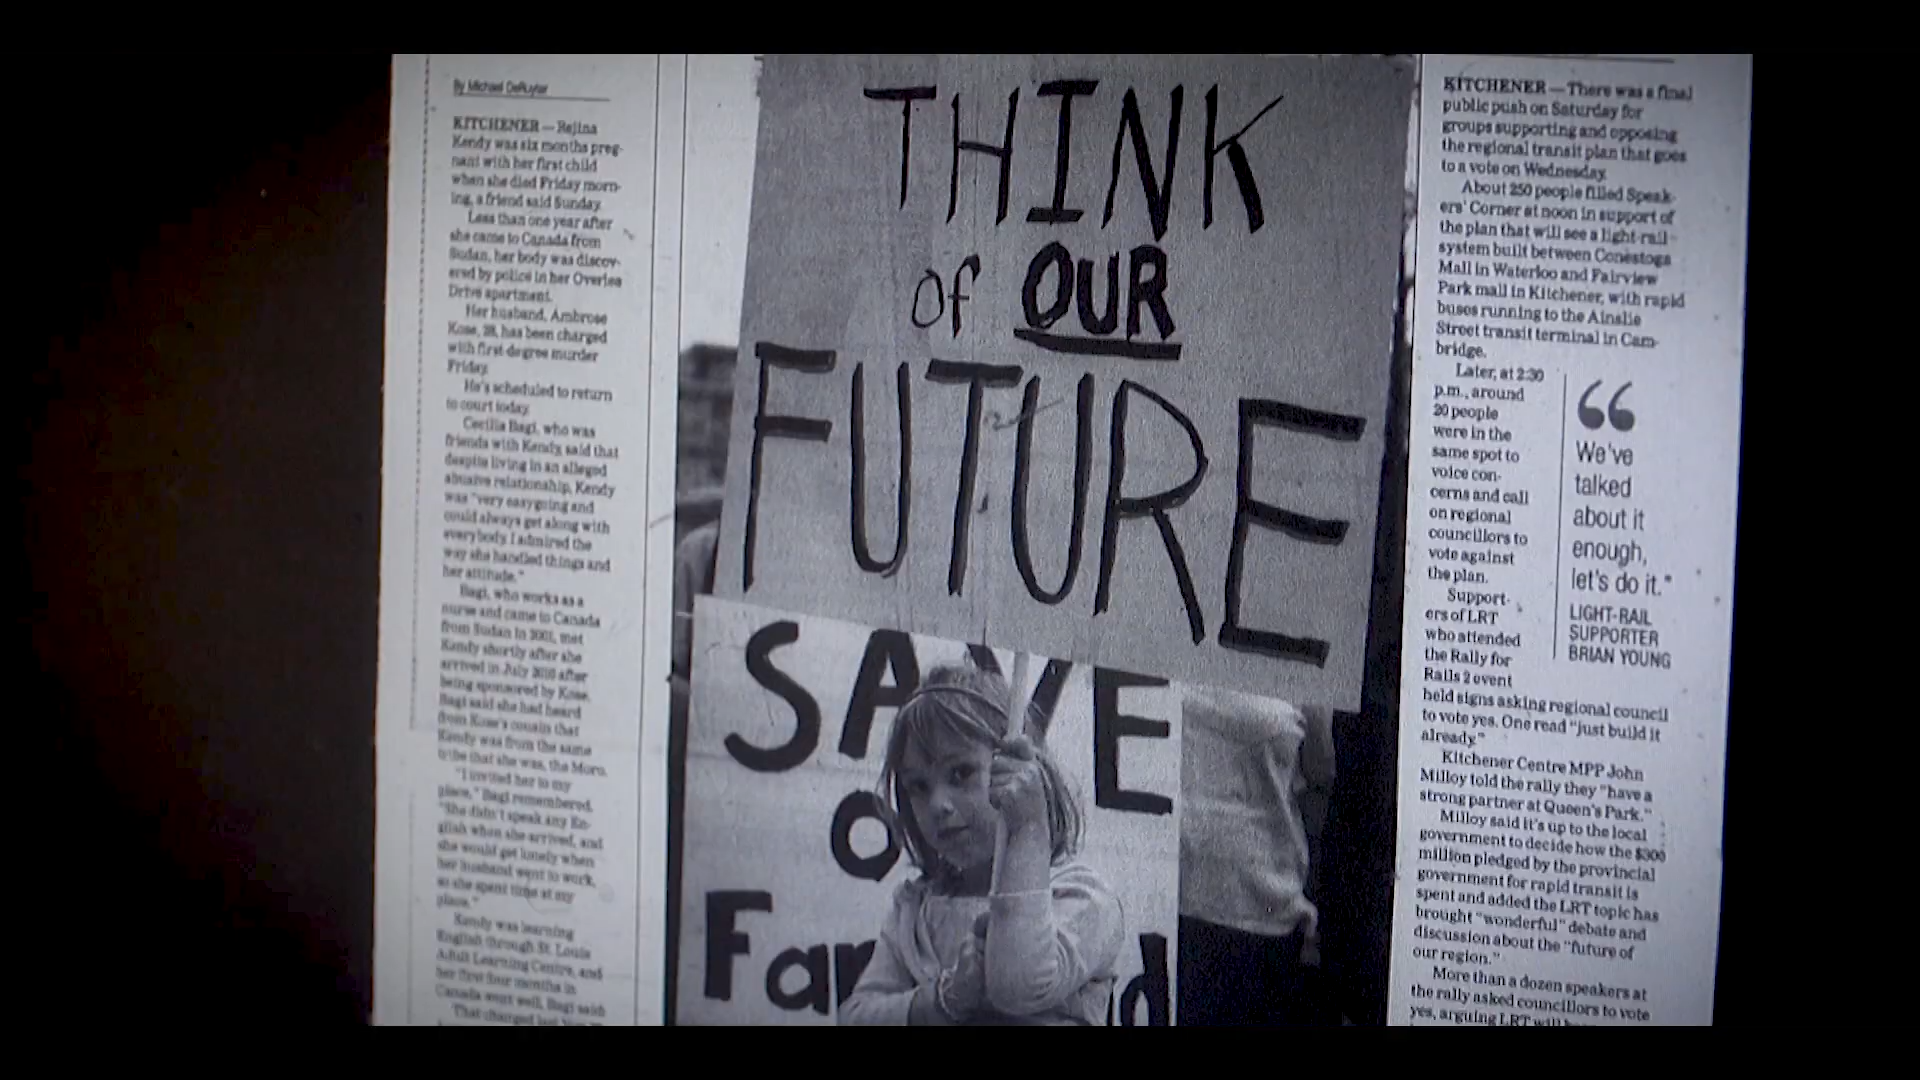 By Michael DeRuyter
KITCHENER — Rejina
Kendy was six months preg-
nant with her first child
when she died Friday morn-
ing, a friend said Sunday.
Less than one year after
she came to Canada from
Sudan, her body was discov-
ered by police in her Overlea
Drive apartment.
Her husband, Ambrose
Kose, 28, has been charged
with first-degree murder
Friday.
He's scheduled to return
to court today.
Cecilia Bagi, who was
friends with Kendy, said that
despite living in an alleged
abusive relationship, Kendy
was "very easygoing and
could always get along with
everybody. I admired the
way she handled things and
her attitude."
Bagi, who works as a
nurse and came to Canada
from Sudan in 2001, met
Kendy shortly after she
arrived in July 2010 after
being sponsored by Kose.
Bagi said she had heard
from Kose's cousin that
Kendy was from the same
tribe that she was, the Moro.
"I invited her to my
place," Bagi remembered.
"She didn't speak any En-
glish when she arrived, and
she would get lonely when
her husband went to work,
so she spent time at my
place."
Kendy was learning
English through St. Louis
Adult Learning Centre, and
her first four months in
Canada went well, Bagi said.
That changed last
THINK
of OUR
FUTURE
SAVE
KITCHENER — There was a final
public push on Saturday for
groups supporting and opposing
the regional transit plan that goes
to a vote on Wednesday.
About 250 people filled Speak-
ers' Corner at noon in support of
the plan that will see a light-rail
system built between Conestoga
Mall in Waterloo and Fairview
Park mall in Kitchener, with rapid
buses running to the Ainslie
Street transit terminal in Cam-
bridge.
Later, at 2:30
p.m., around
20 people
were in the
same spot to
voice con-
cerns and call
on regional
councillors to
vote against
the plan.
Support-
ers of LRT
who attended
the Rally for
Rails 2 event
held signs asking regional council
to vote yes. One read "just build it
already."
Kitchener Centre MPP John
Milloy told the rally they "have a
strong partner at Queen's Park."
Milloy said it's up to the local
government to decide how the $300
million pledged by the provincial
government for rapid transit is
spent and added the LRT topic has
brought "wonderful" debate and
discussion about the "future of
our region."
More than a dozen speakers at
the rally asked councillors to vote
yes, arguing LRT will
“
We've
talked
about it
enough,
let's do it."
LIGHT-RAIL
SUPPORTER
BRIAN YOUNG